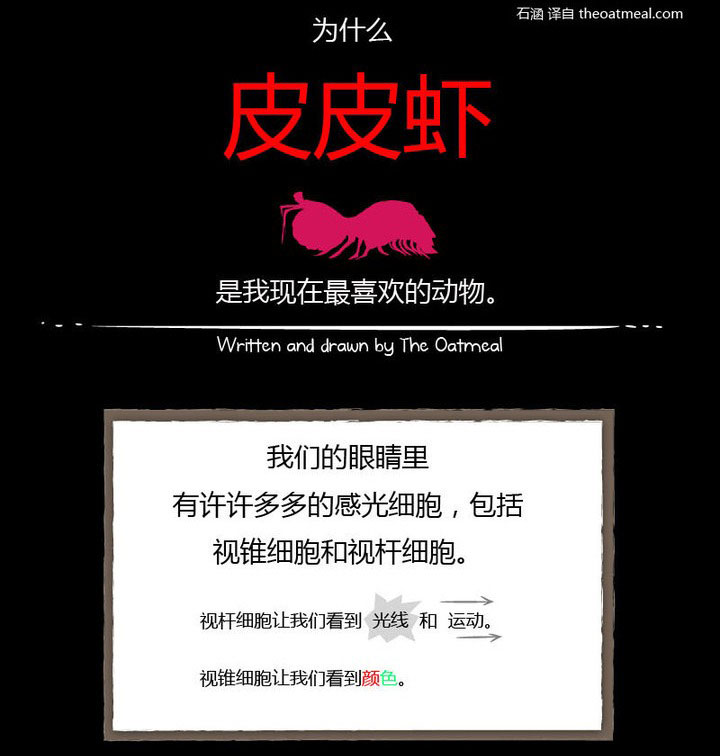 石涵 译自 theoatmeal.com
为什么
皮皮虾
是我现在最喜欢的动物。
Written and drawn by The Oatmeal
我们的眼睛里
有许许多多的感光细胞，包括
视锥细胞和视杆细胞。
视杆细胞让我们看到 光线 和 运动。
视锥细胞让我们看到颜色。